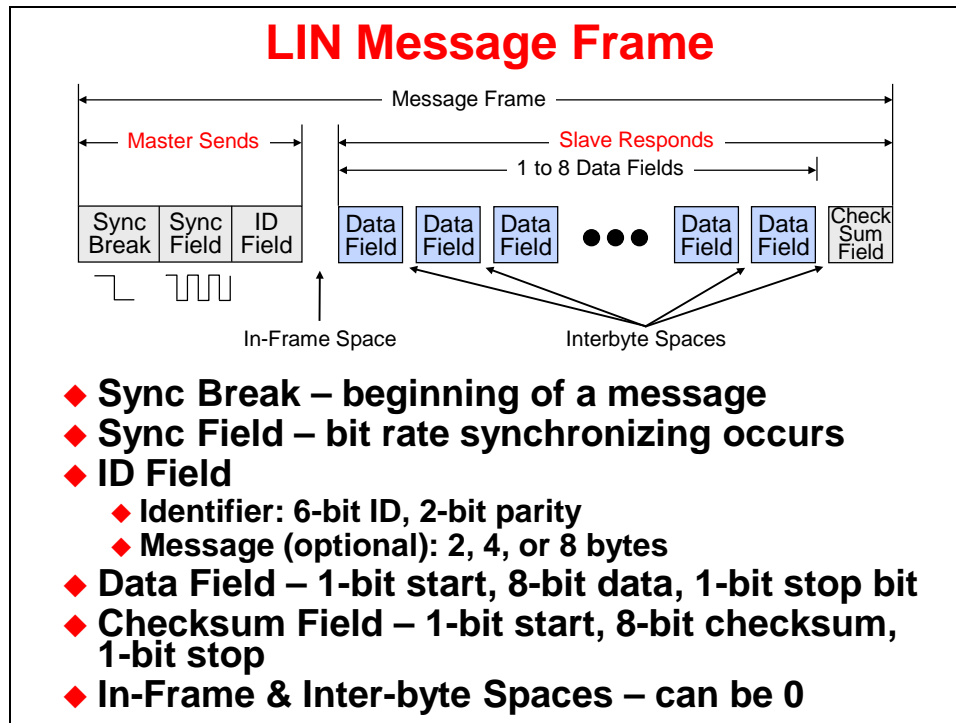 LIN Message Frame
Message Frame
Master Sends
Slave Responds
1 to 8 Data Fields
Sync Break
Sync Field
ID Field
Data Field
Data Field
Data Field
Data Field
Data Field
Check Sum Field
In-Frame Space
Interbyte Spaces
Sync Break – beginning of a message
Sync Field – bit rate synchronizing occurs
ID Field
Identifier: 6-bit ID, 2-bit parity
Message (optional): 2, 4, or 8 bytes
Data Field – 1-bit start, 8-bit data, 1-bit stop bit
Checksum Field – 1-bit start, 8-bit checksum,
1-bit stop
In-Frame & Inter-byte Spaces – can be 0